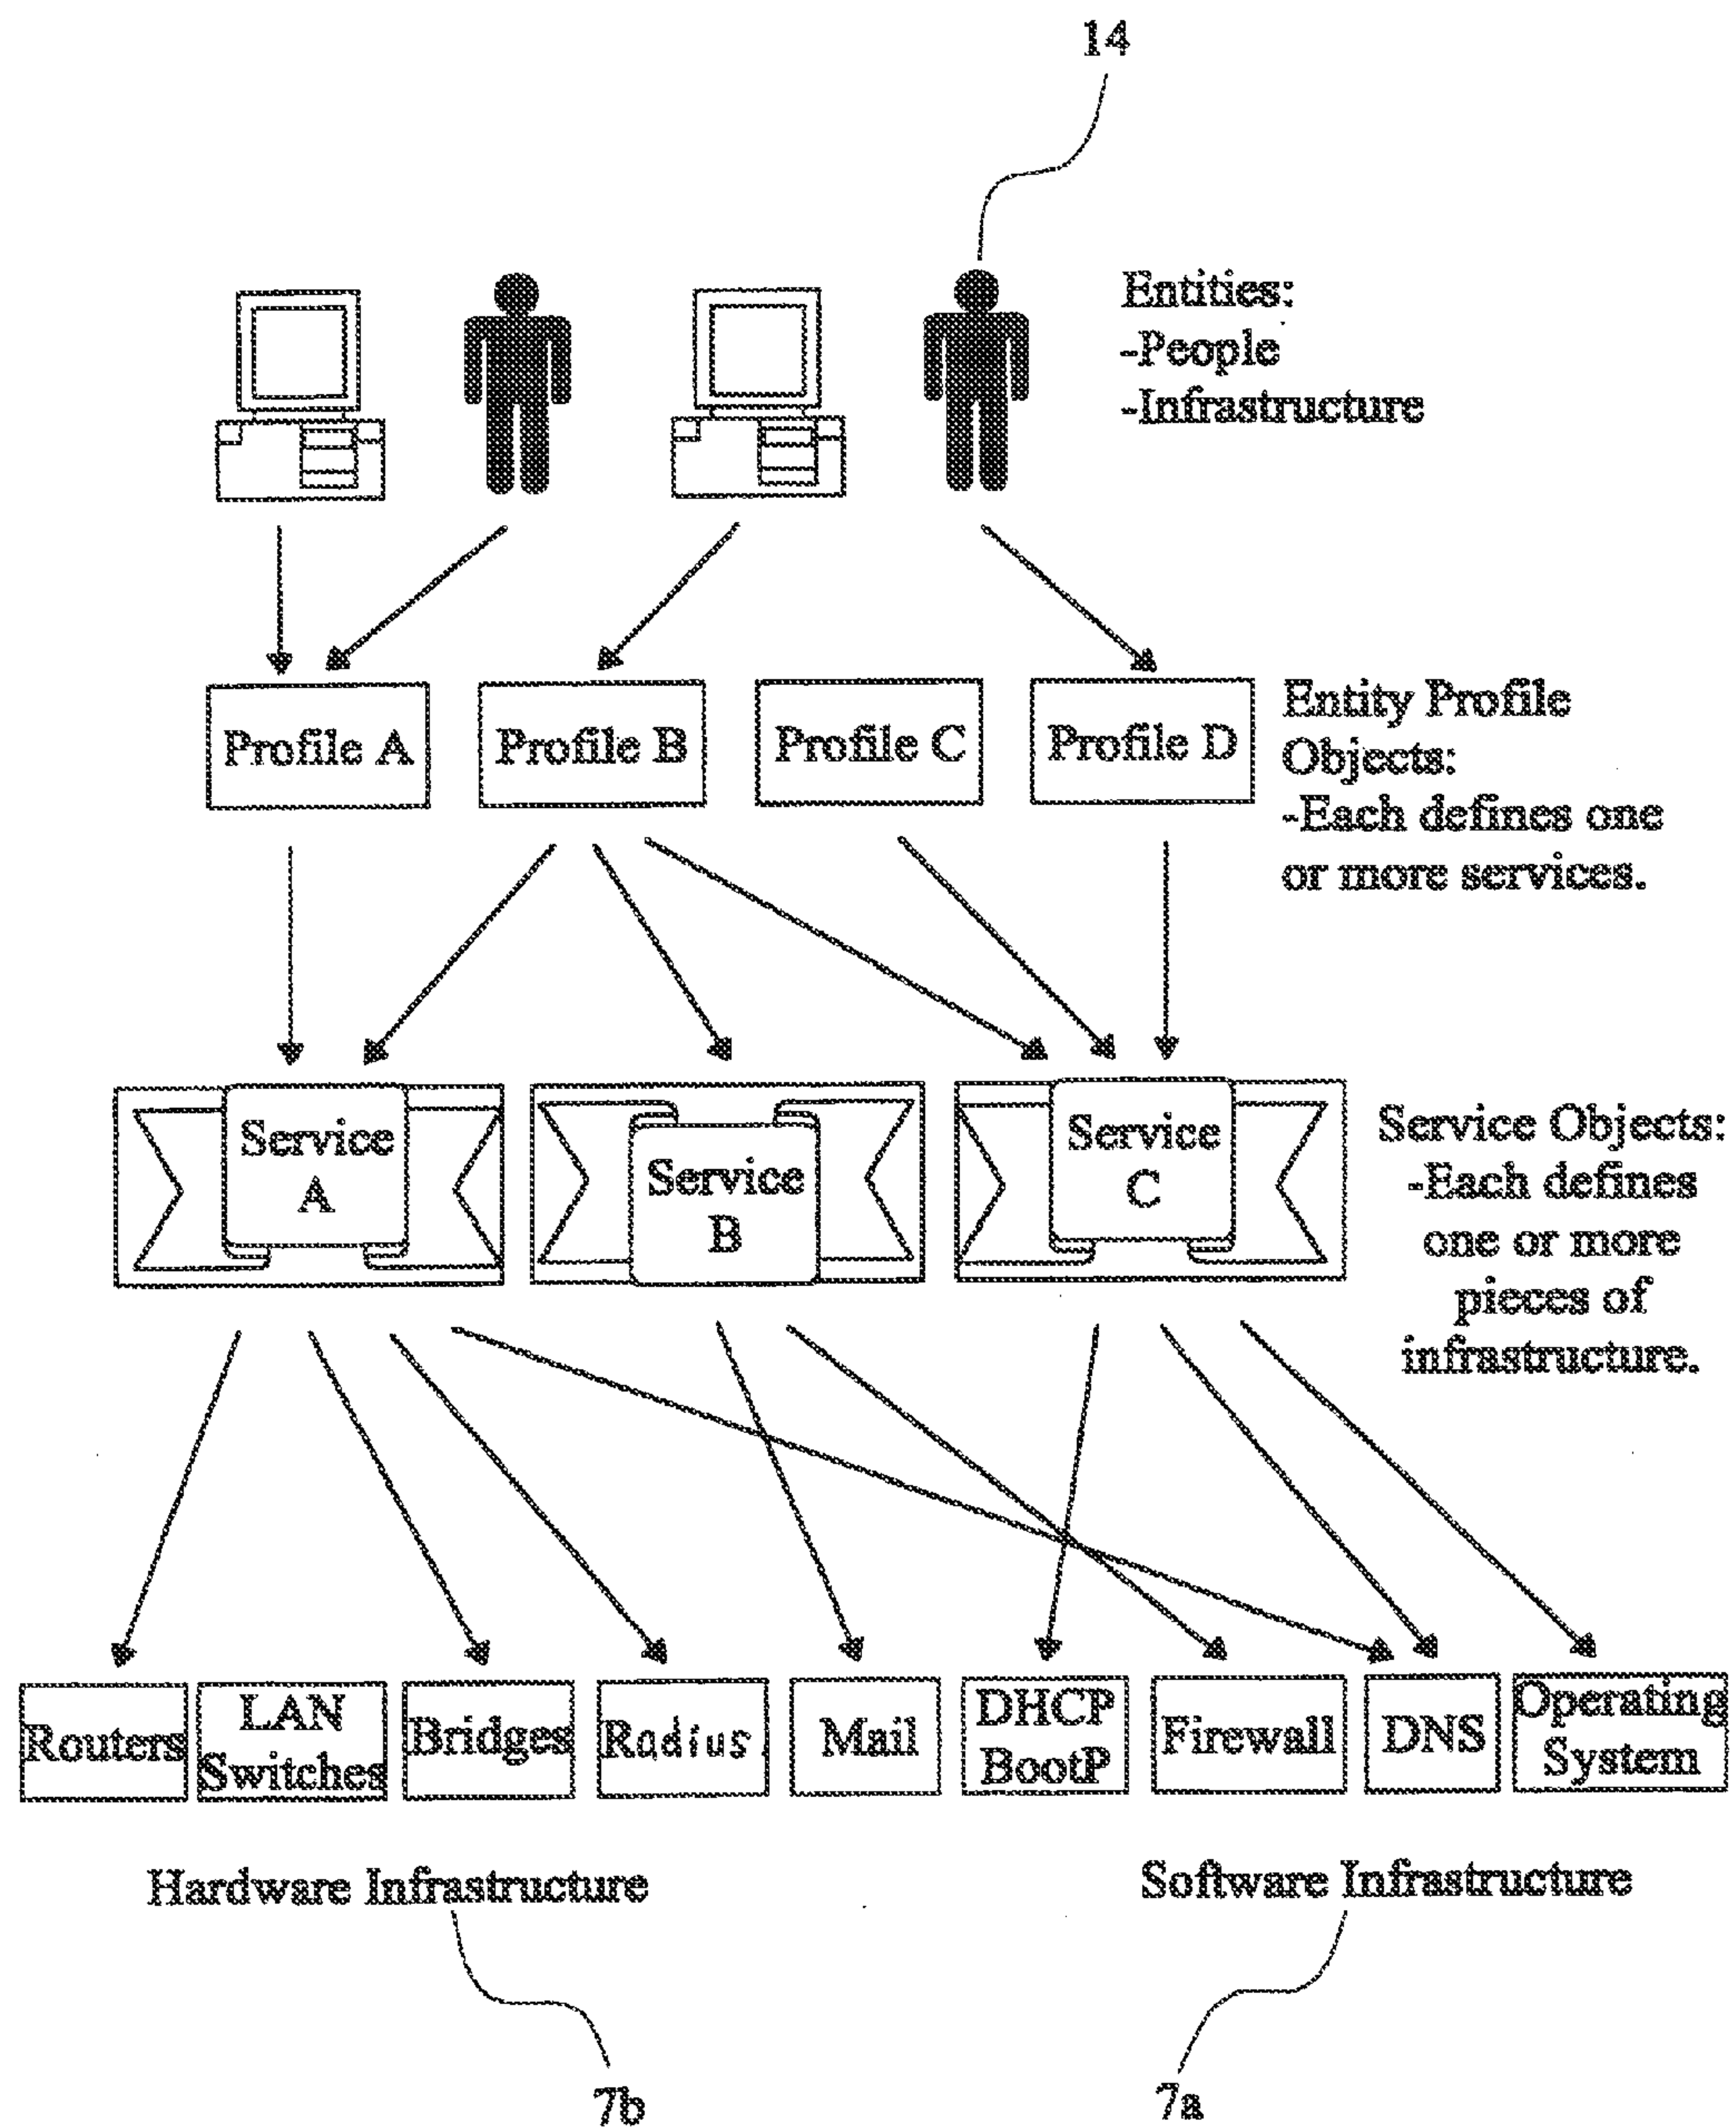 14
Entities:
-People
-Infrastructure
Profile A
Profile B
Profile C
Profile D
Entity Profile
Objects:
-Each defines one
or more services.
Service
A
Service
B
Service
C
Service Objects:
-Each defines
one or more
pieces of
infrastructure.
Routers
LAN
Switches
Bridges
Radius
Mail
DHCP
BootP
Firewall
DNS
Operating
System
Hardware Infrastructure
Software Infrastructure
7b
7a